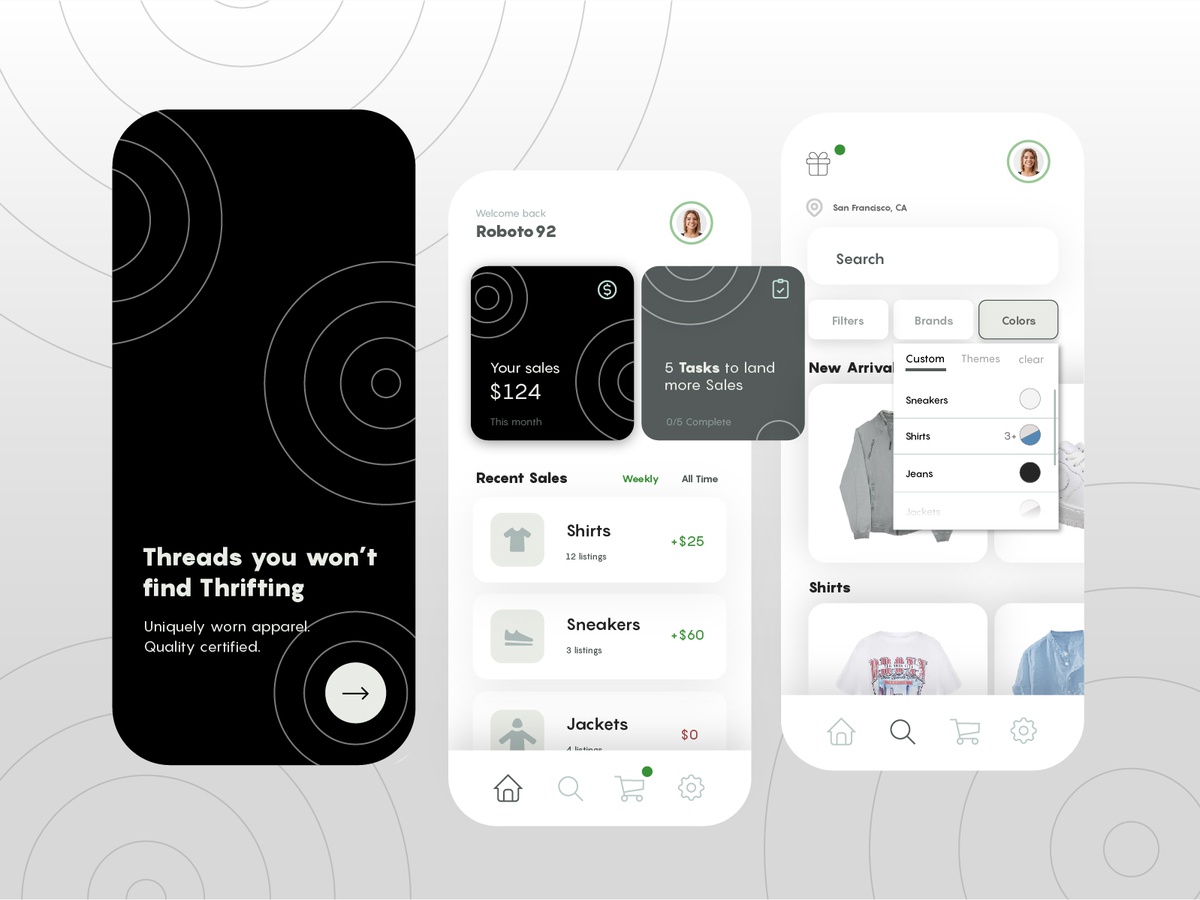 Threads you won't
find Thrifting
Uniquely worn apparel.
Quality certified.
Welcome back
Roboto 92
Your sales
$124
This month
5 Tasks to land
more Sales
0/5 Complete
Recent Sales
Weekly
All Time
Shirts
12 listings
+$25
Sneakers
3 listings
+$60
Jackets
4 listings
$0
San Francisco, CA
Search
Filters
Brands
Colors
New Arrival
Custom
Themes
clear
Sneakers
Shirts
3+
Jeans
Jackets
Shirts